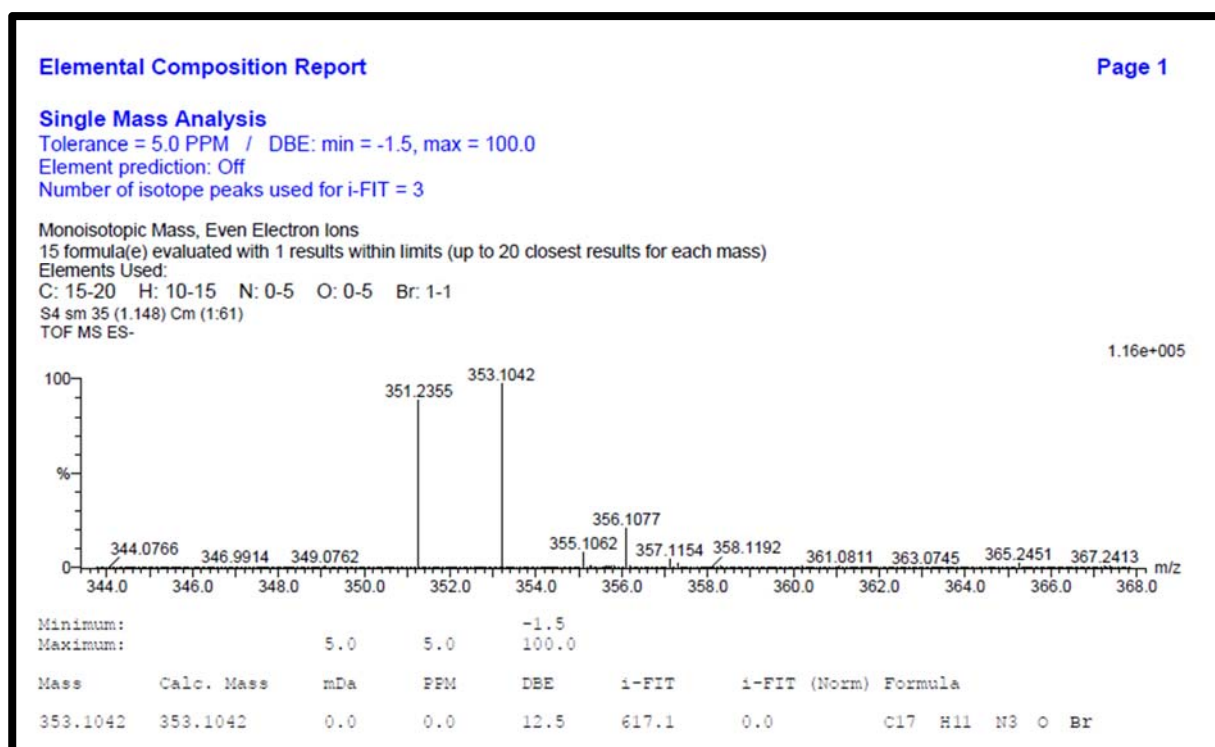 Elemental Composition Report Page 1
Single Mass Analysis
Tolerance = 5.0 PPM / DBE: min = -1.5, max = 100.0
Element prediction: Off
Number of isotope peaks used for i-FIT = 3
Monoisotopic Mass, Even Electron Ions
15 formula(e) evaluated with 1 results within limits (up to 20 closest results for each mass)
Elements Used:
C: 15-20 H: 10-15 N: 0-5 O: 0-5 Br: 1-1
S4 sm 35 (1.148) Cm (1:61)
TOF MS ES-
1.16e+005
100
353.1042
351.2355
%
356.1077
355.1062
344.0766 346.9914 349.0762 357.1154 358.1192 361.0811 363.0745 365.2451 367.2413
0
m/z
344.0 346.0 348.0 350.0 352.0 354.0 356.0 358.0 360.0 362.0 364.0 366.0 368.0
Minimum: -1.5
Maximum: 5.0 5.0 100.0
Mass Calc. Mass mDa PPM DBE i-FIT i-FIT (Norm) Formula
353.1042 353.1042 0.0 0.0 12.5 617.1 0.0 C17 H11 N3 O Br